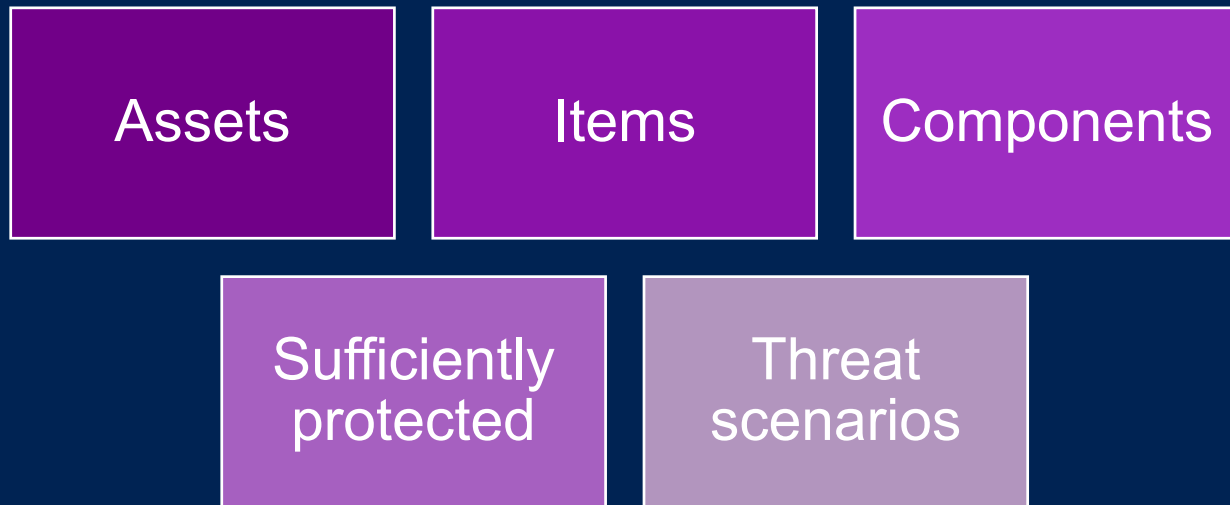 Assets
Items
Components
Sufficiently
protected
Threat
scenarios